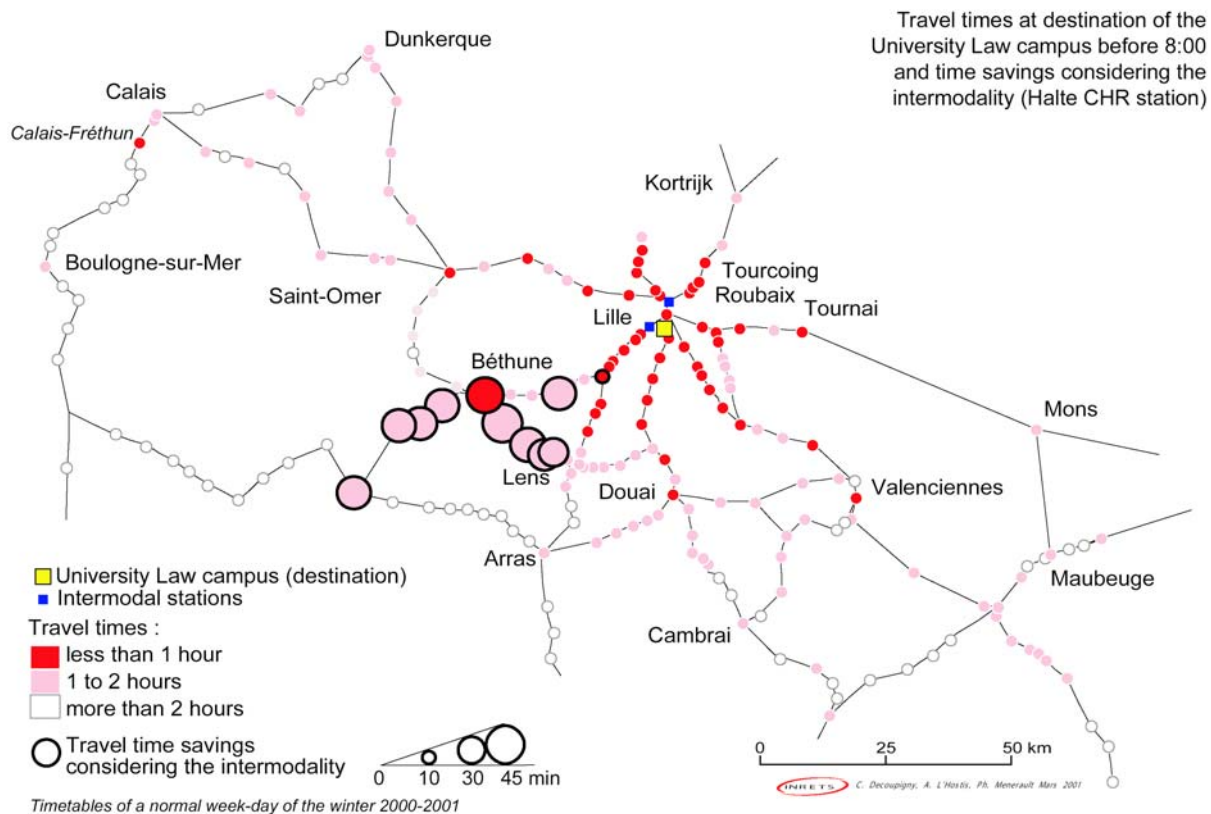 Travel times at destination of the
University Law campus before 8:00
and time savings considering the
intermodality (Halte CHR station)
Dunkerque
Calais
Calais-Fréthun
Kortrijk
Boulogne-sur-Mer
Saint-Omer
Tourcoing
Roubaix
Lille
Tournai
Béthune
Mons
Lens
Douai
Valenciennes
Arras
Maubeuge
Cambrai
University Law campus (destination)
Intermodal stations
Travel times :
less than 1 hour
1 to 2 hours
more than 2 hours
Travel time savings
considering the intermodality
0 10 30 45 min
0 25 50 km
INRETS C. Decoupigny, A. L'Hostis, Ph. Menerault Mars 2001
Timetables of a normal week-day of the winter 2000-2001